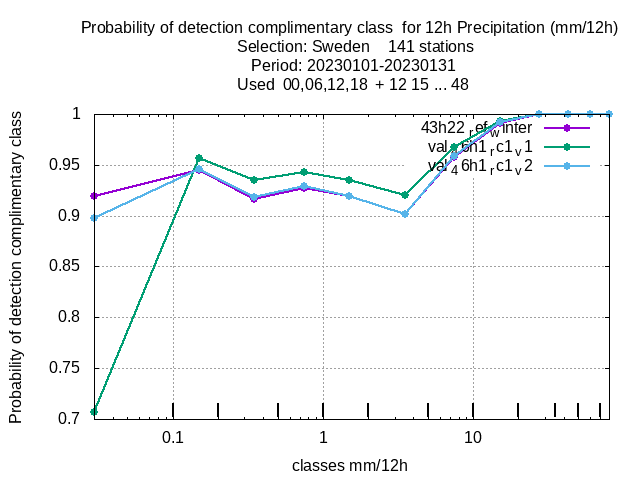 Probability of detection complimentary class  for 12h Precipitation (mm/12h)
Selection: Sweden    141 stations
Period: 20230101-20230131
Used  00,06,12,18  + 12 15 ... 48
Probability of detection complimentary class
1
0.95
0.9
0.85
0.8
0.75
0.7
43h22_ref_winter
val_46h1_rc1_v1
val_46h1_rc1_v2
0.1
1
10
classes mm/12h